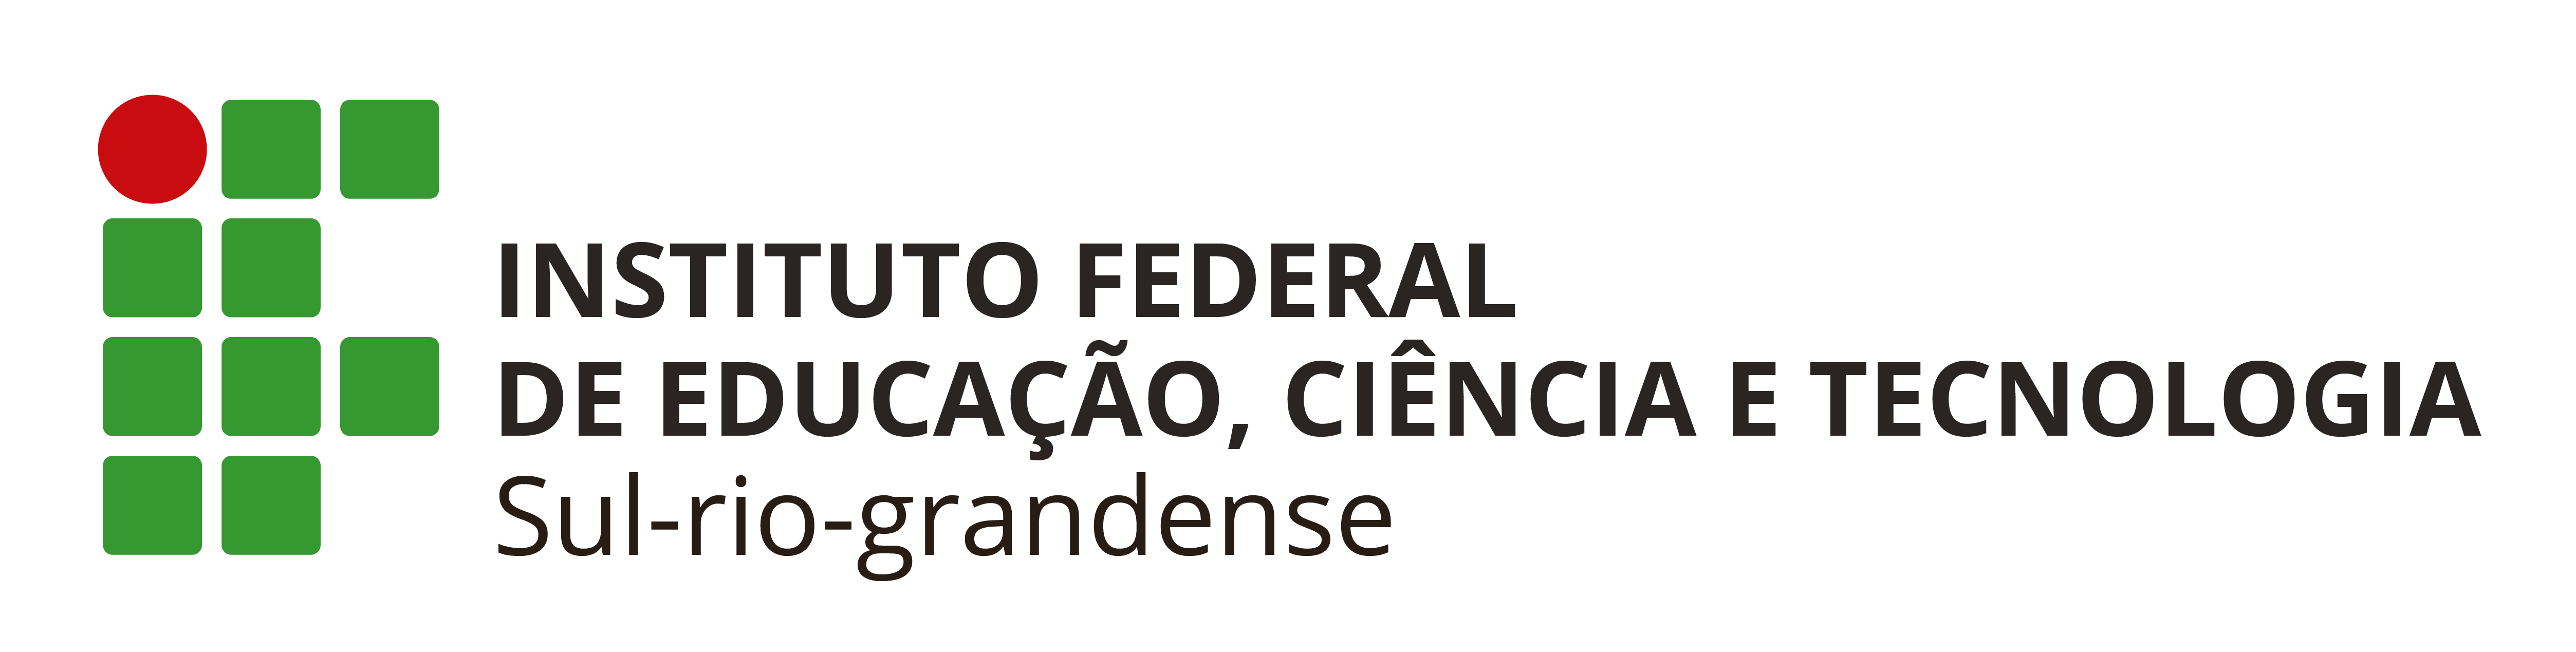 INSTITUTO FEDERAL
DE EDUCAÇÃO, CIÊNCIA E TECNOLOGIA
Sul-rio-grandense